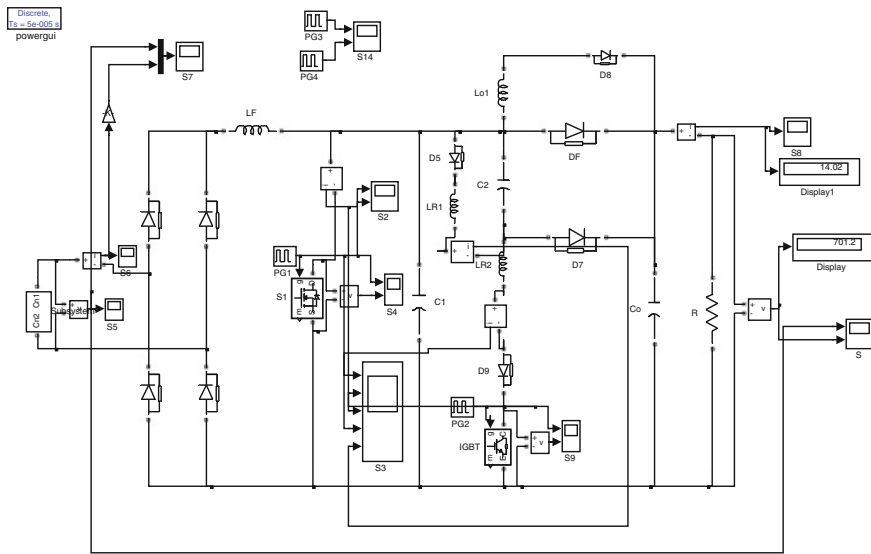 Discrete,
Ts = 5e-005 s
powergui
PG3
PG4
S14
S7
-K-
LF
Lo1
D8
DF
S8
14.02
Display1
D5
LR1
C2
S2
D7
701.2
Display
PG1
S1
g
D
m
S
+
-
v
S4
C1
i
LR2
S6
Cn1
Cn2
Subsystem
S5
Co
R
S
D9
PG2
IGBT
g
C
m
E
S9
S3